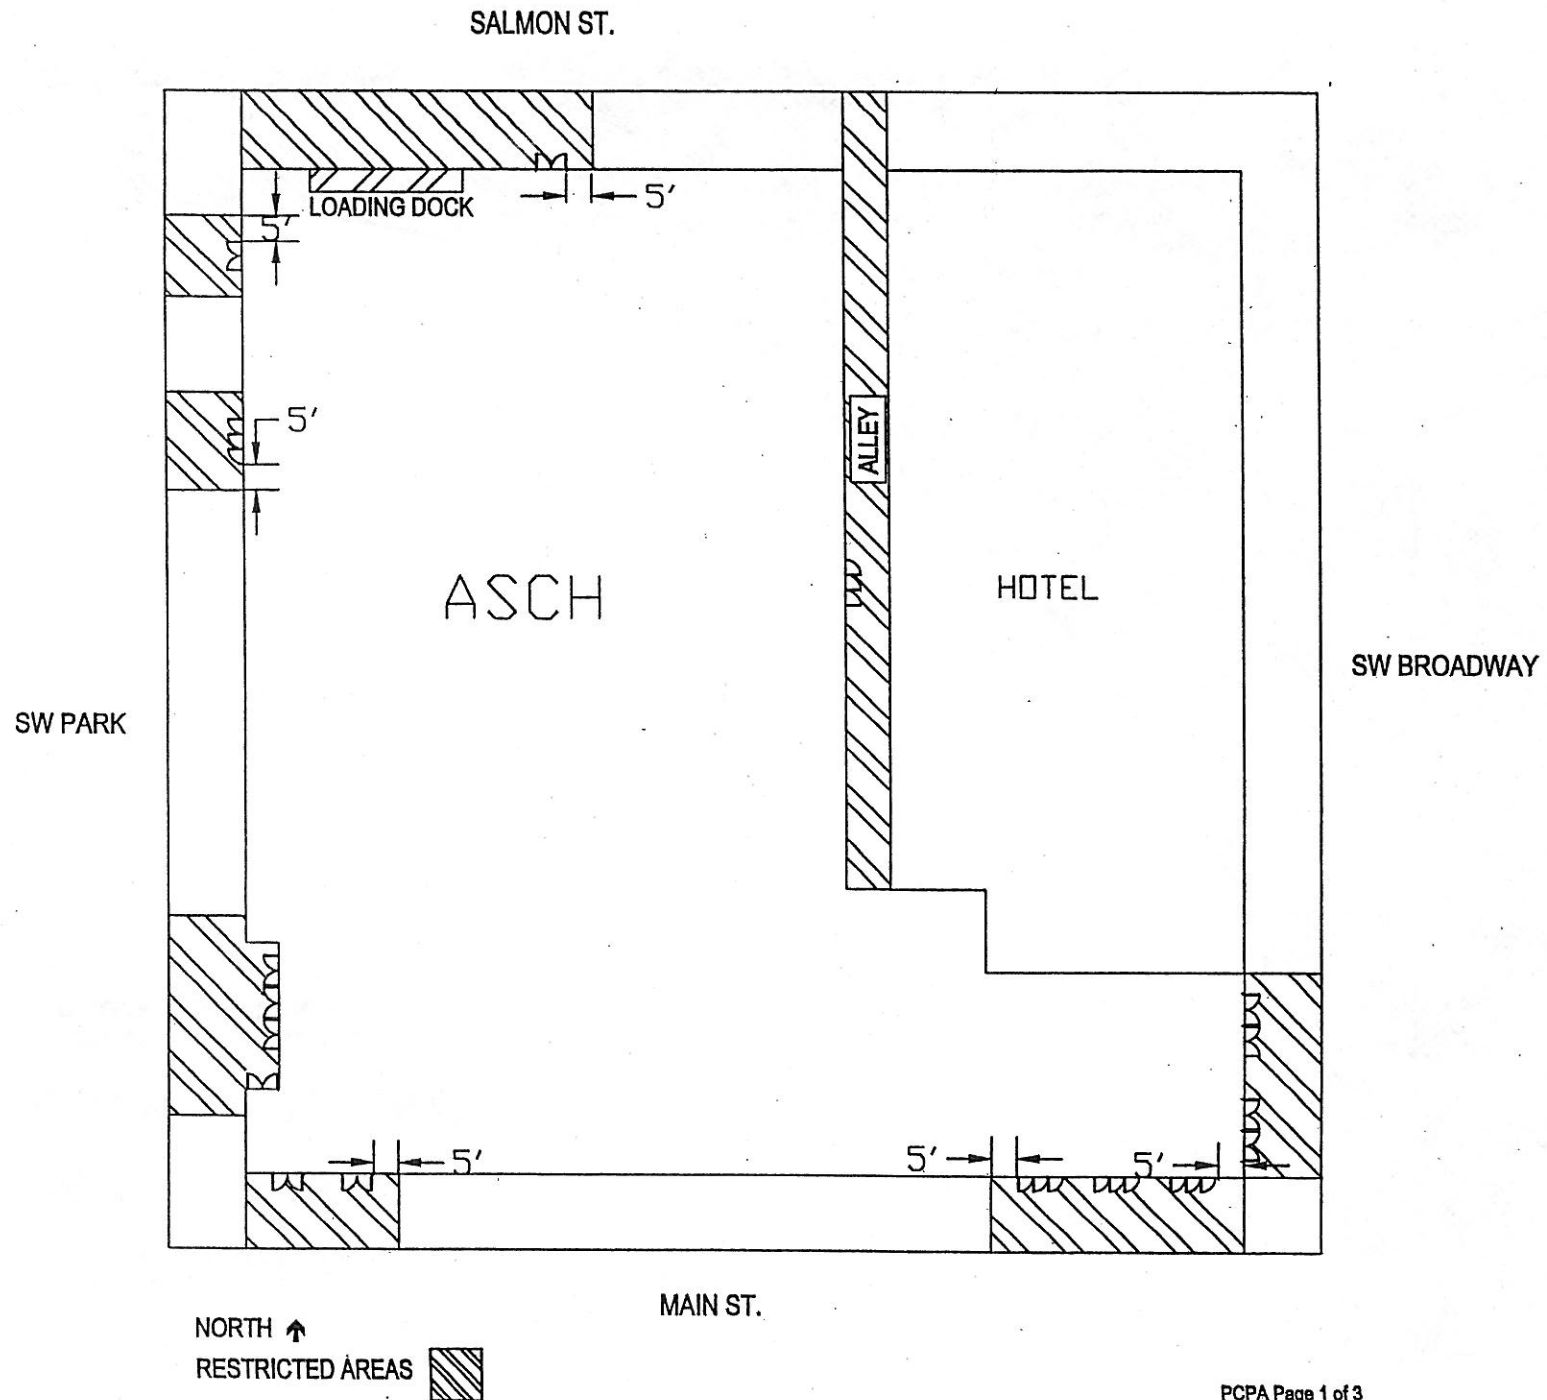 SALMON ST.
5'
LOADING DOCK
5'
5'
ALLEY
ASCH
HOTEL
SW BROADWAY
SW PARK
5'
5'
5'
MAIN ST.
NORTH
RESTRICTED AREAS
PCPA Page 1 of 3